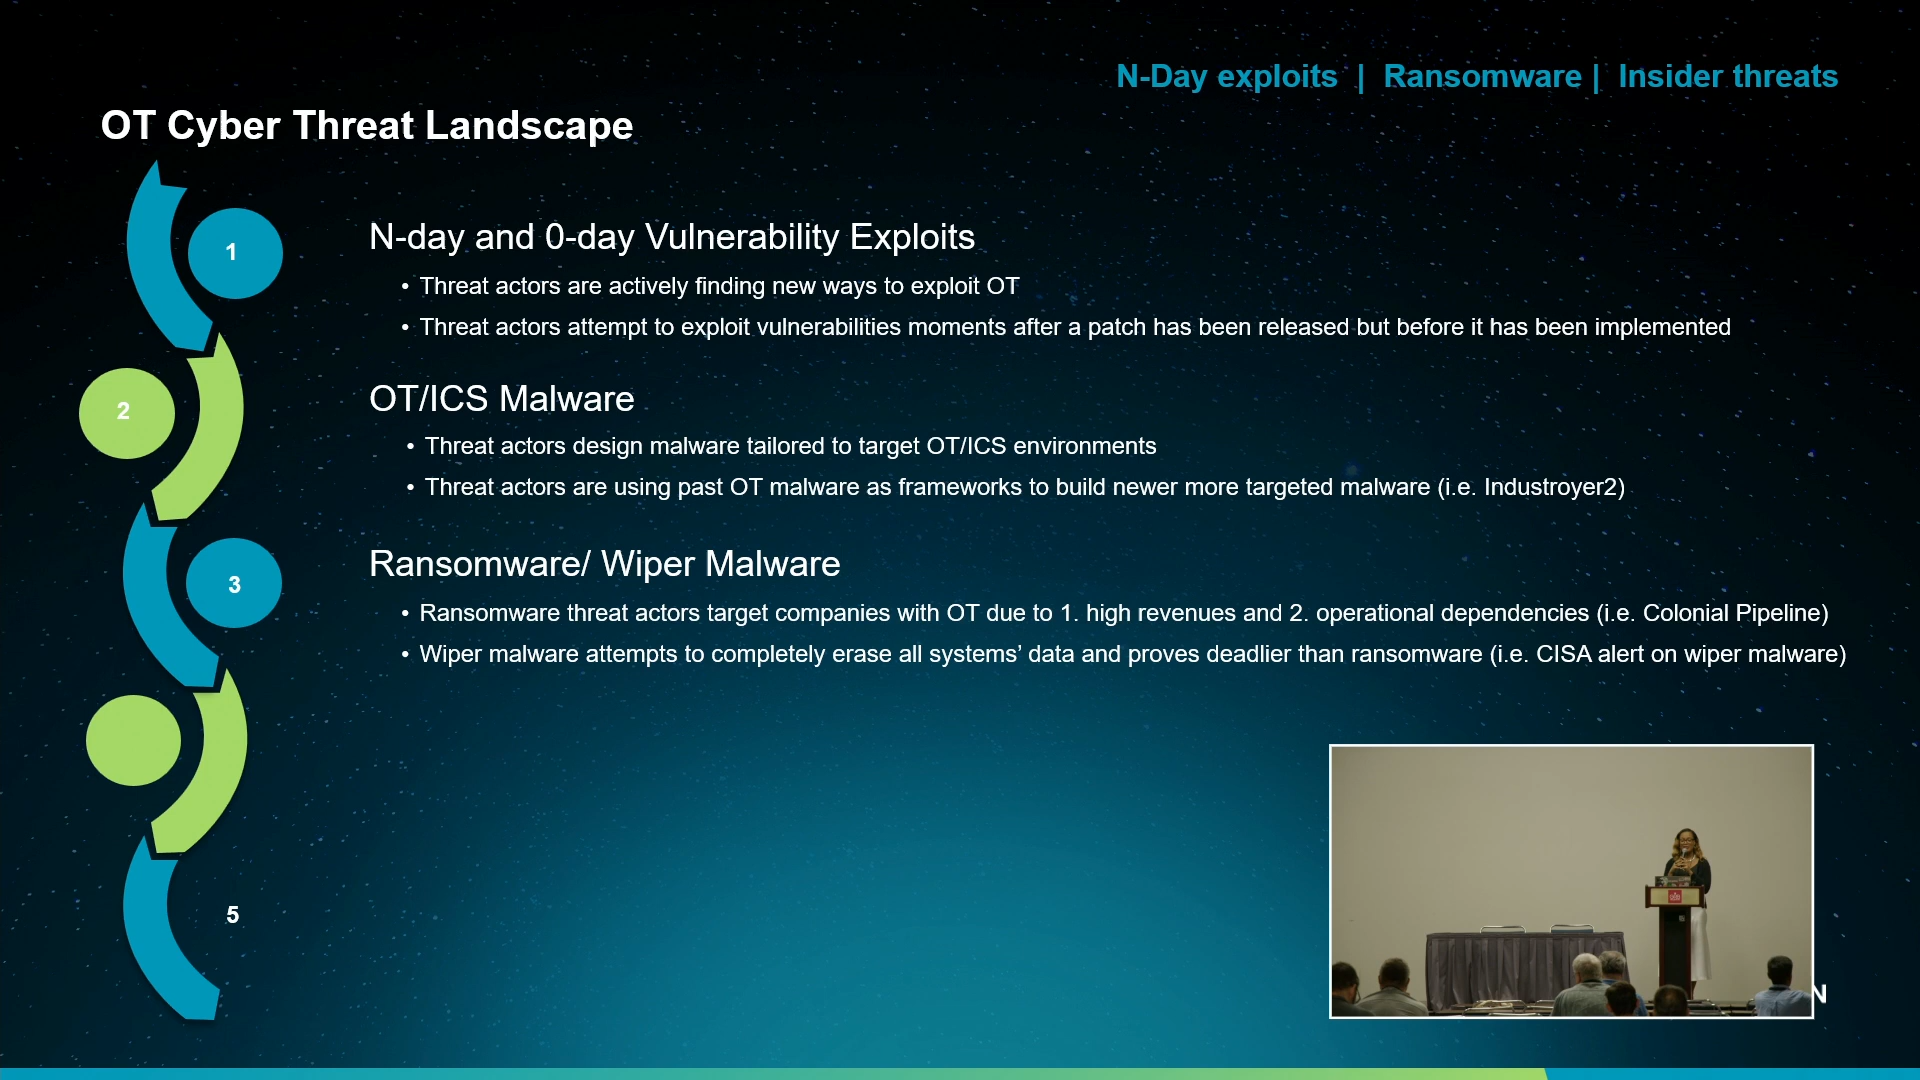 N-Day exploits | Ransomware | Insider threats
OT Cyber Threat Landscape
1
N-day and 0-day Vulnerability Exploits
• Threat actors are actively finding new ways to exploit OT
• Threat actors attempt to exploit vulnerabilities moments after a patch has been released but before it has been implemented
2
OT/ICS Malware
• Threat actors design malware tailored to target OT/ICS environments
• Threat actors are using past OT malware as frameworks to build newer more targeted malware (i.e. Industroyer2)
3
Ransomware/ Wiper Malware
• Ransomware threat actors target companies with OT due to 1. high revenues and 2. operational dependencies (i.e. Colonial Pipeline)
• Wiper malware attempts to completely erase all systems’ data and proves deadlier than ransomware (i.e. CISA alert on wiper malware)
5
N